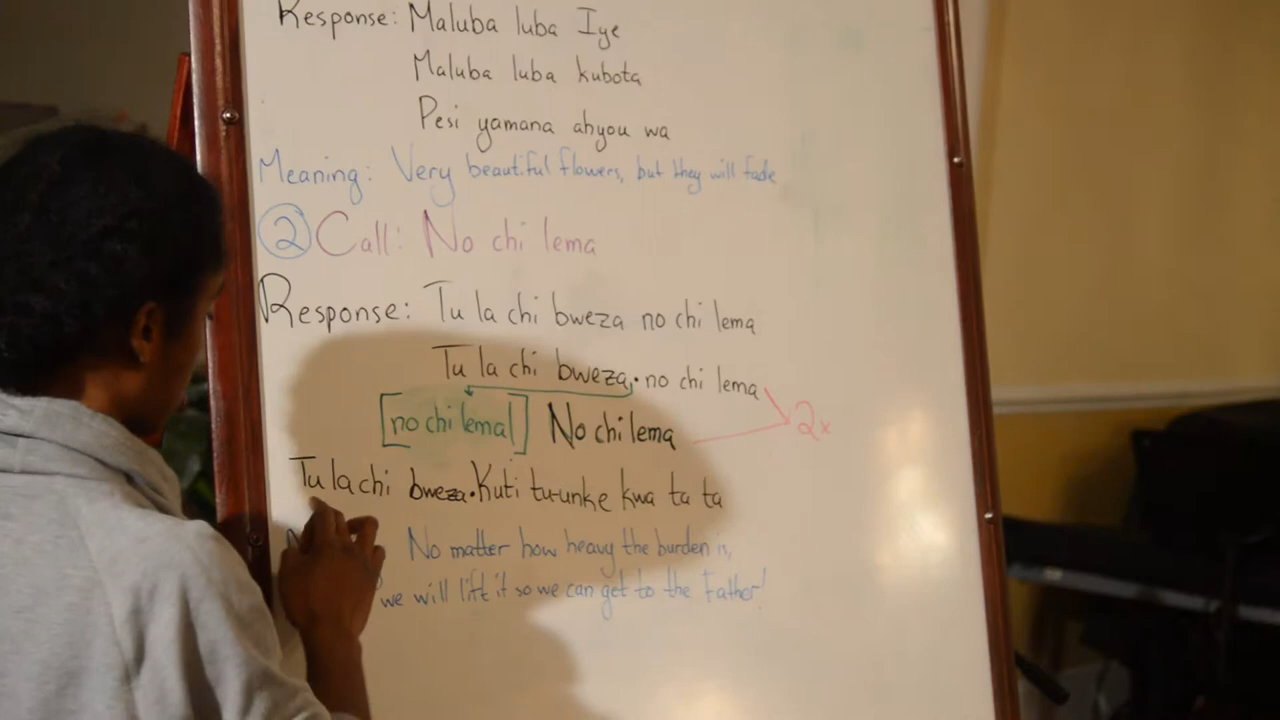 Response: Maluba luba Iye
Maluba luba kubota
Pesi yamana ahyou wa
Meaning: Very beautiful flowers, but they will fade
② Call: No chi lema
Response: Tu la chi bweza no chi lema
Tu la chi bweza, • no chi lema
[no chi lema!] No chi lema 2x
Tu la chi bweza • Kuti tu-unke kwa ta ta
No matter how heavy the burden is,
we will lift it so we can get to the Father!